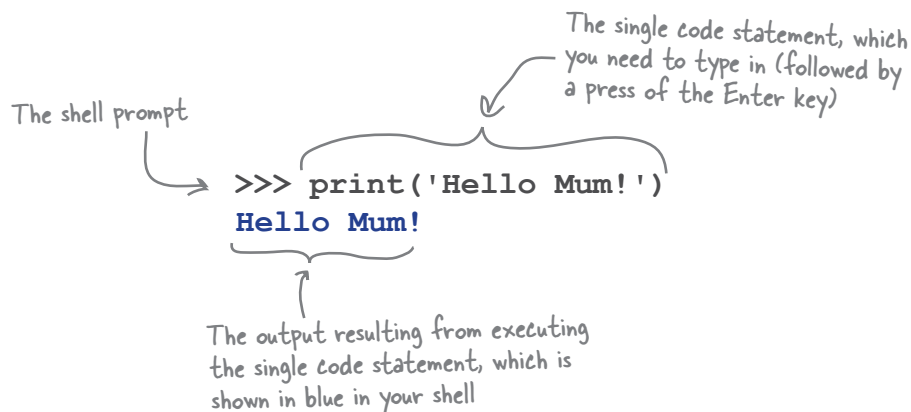 The single code statement, which
you need to type in (followed by
a press of the Enter key)
The shell prompt
>>> print('Hello Mum!')
Hello Mum!
The output resulting from executing
the single code statement, which is
shown in blue in your shell